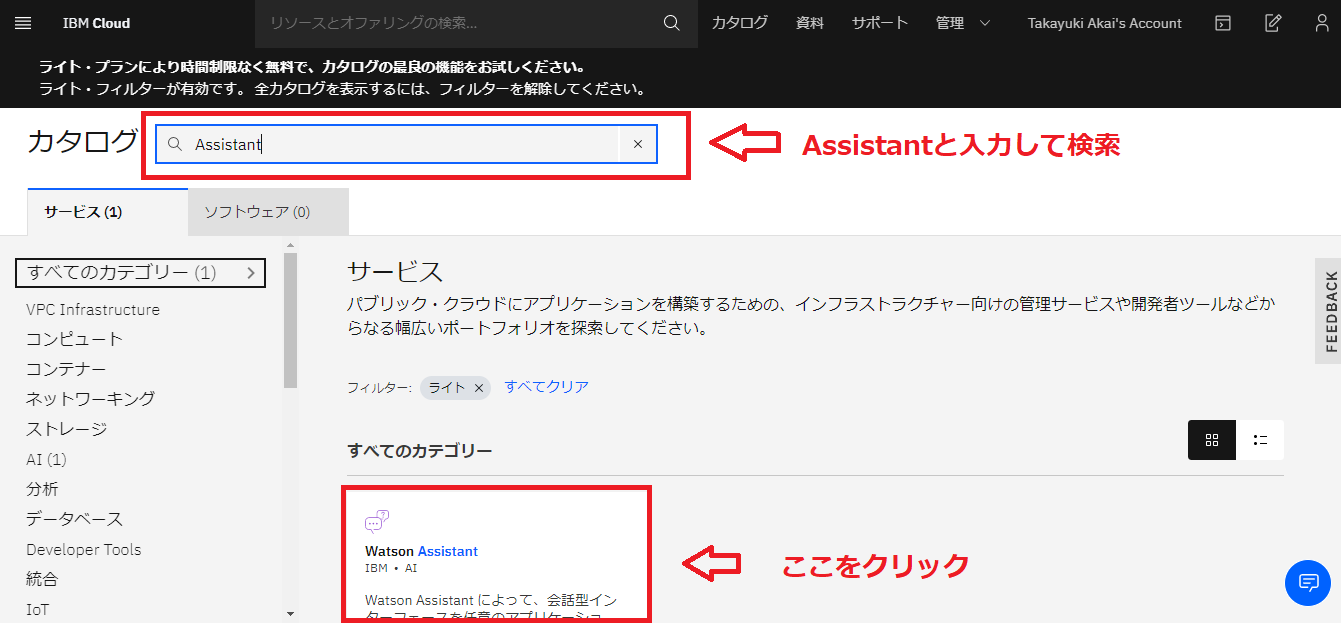 IBM Cloud
リソースとオファリングの検索...
カタログ 資料 サポート 管理 Takayuki Akai's Account
ライト・プランにより時間制限なく無料で、カタログの最良の機能をお試しください。
ライト・フィルターが有効です。 全カタログを表示するには、フィルターを解除してください。
カタログ
Assistant
Assistantと入力して検索
サービス (1)
ソフトウェア (0)
すべてのカテゴリー (1)
VPC Infrastructure
コンピュート
コンテナー
ネットワーキング
ストレージ
AI (1)
分析
データベース
Developer Tools
統合
IoT
サービス
パブリック・クラウドにアプリケーションを構築するための、インフラストラクチャー向けの管理サービスや開発者ツールなどか
らなる幅広いポートフォリオを探索してください。
フィルター: ライト × すべてクリア
すべてのカテゴリー
Watson Assistant
IBM • AI
Watson Assistant によって、会話型イン
ターフェースを任意のアプリケーショ
ここをクリック
FEEDBACK